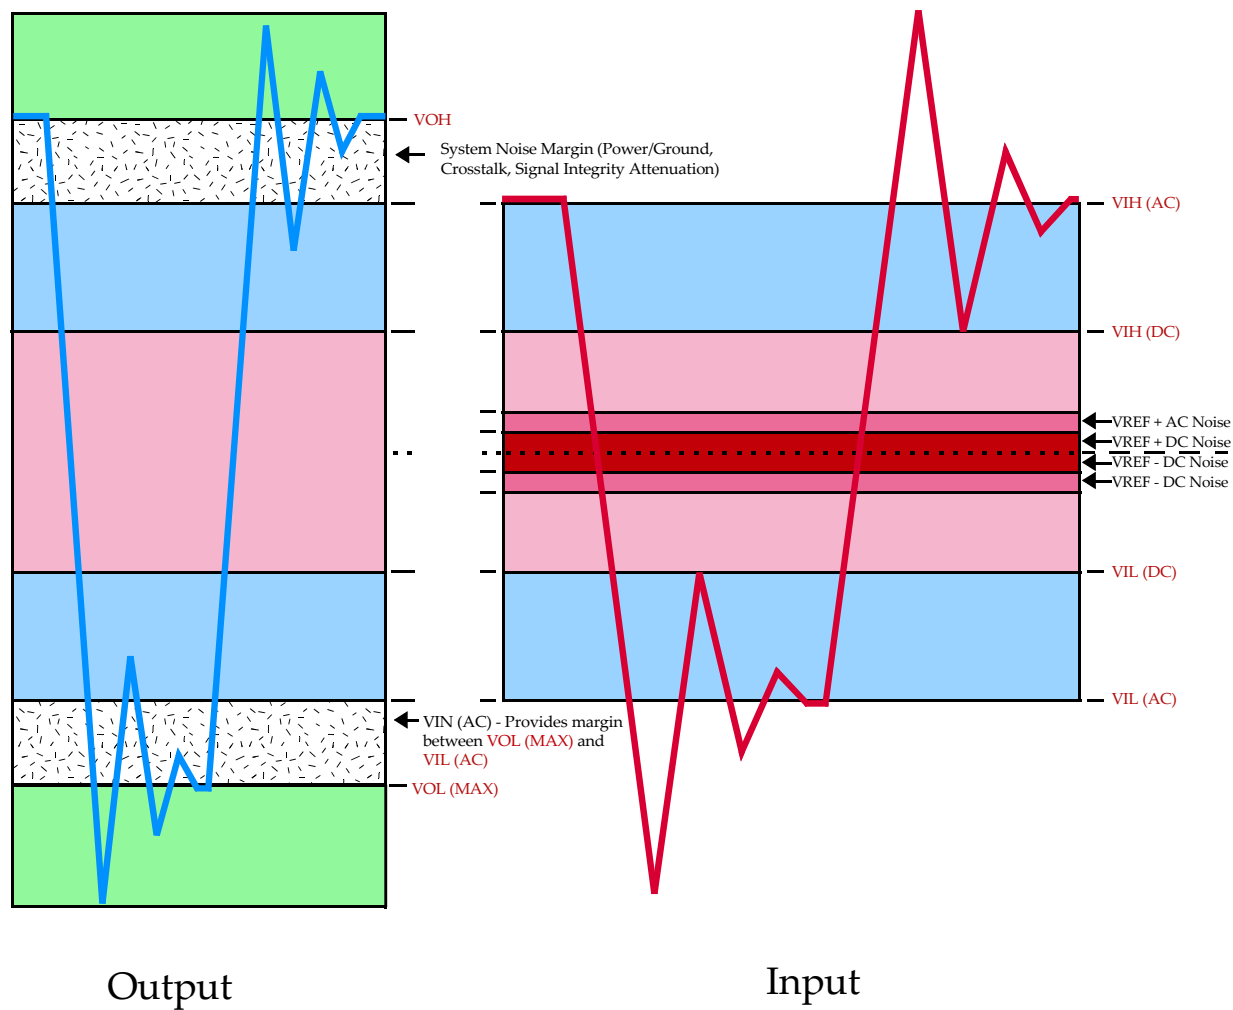 VOH
System Noise Margin (Power/Ground,
Crosstalk, Signal Integrity Attenuation)
VIH (AC)
VIH (DC)
VREF + AC Noise
VREF + DC Noise
VREF - DC Noise
VREF - DC Noise
VIL (DC)
VIL (AC)
VIN (AC) - Provides margin
between VOL (MAX) and
VIL (AC)
VOL (MAX)
Output
Input